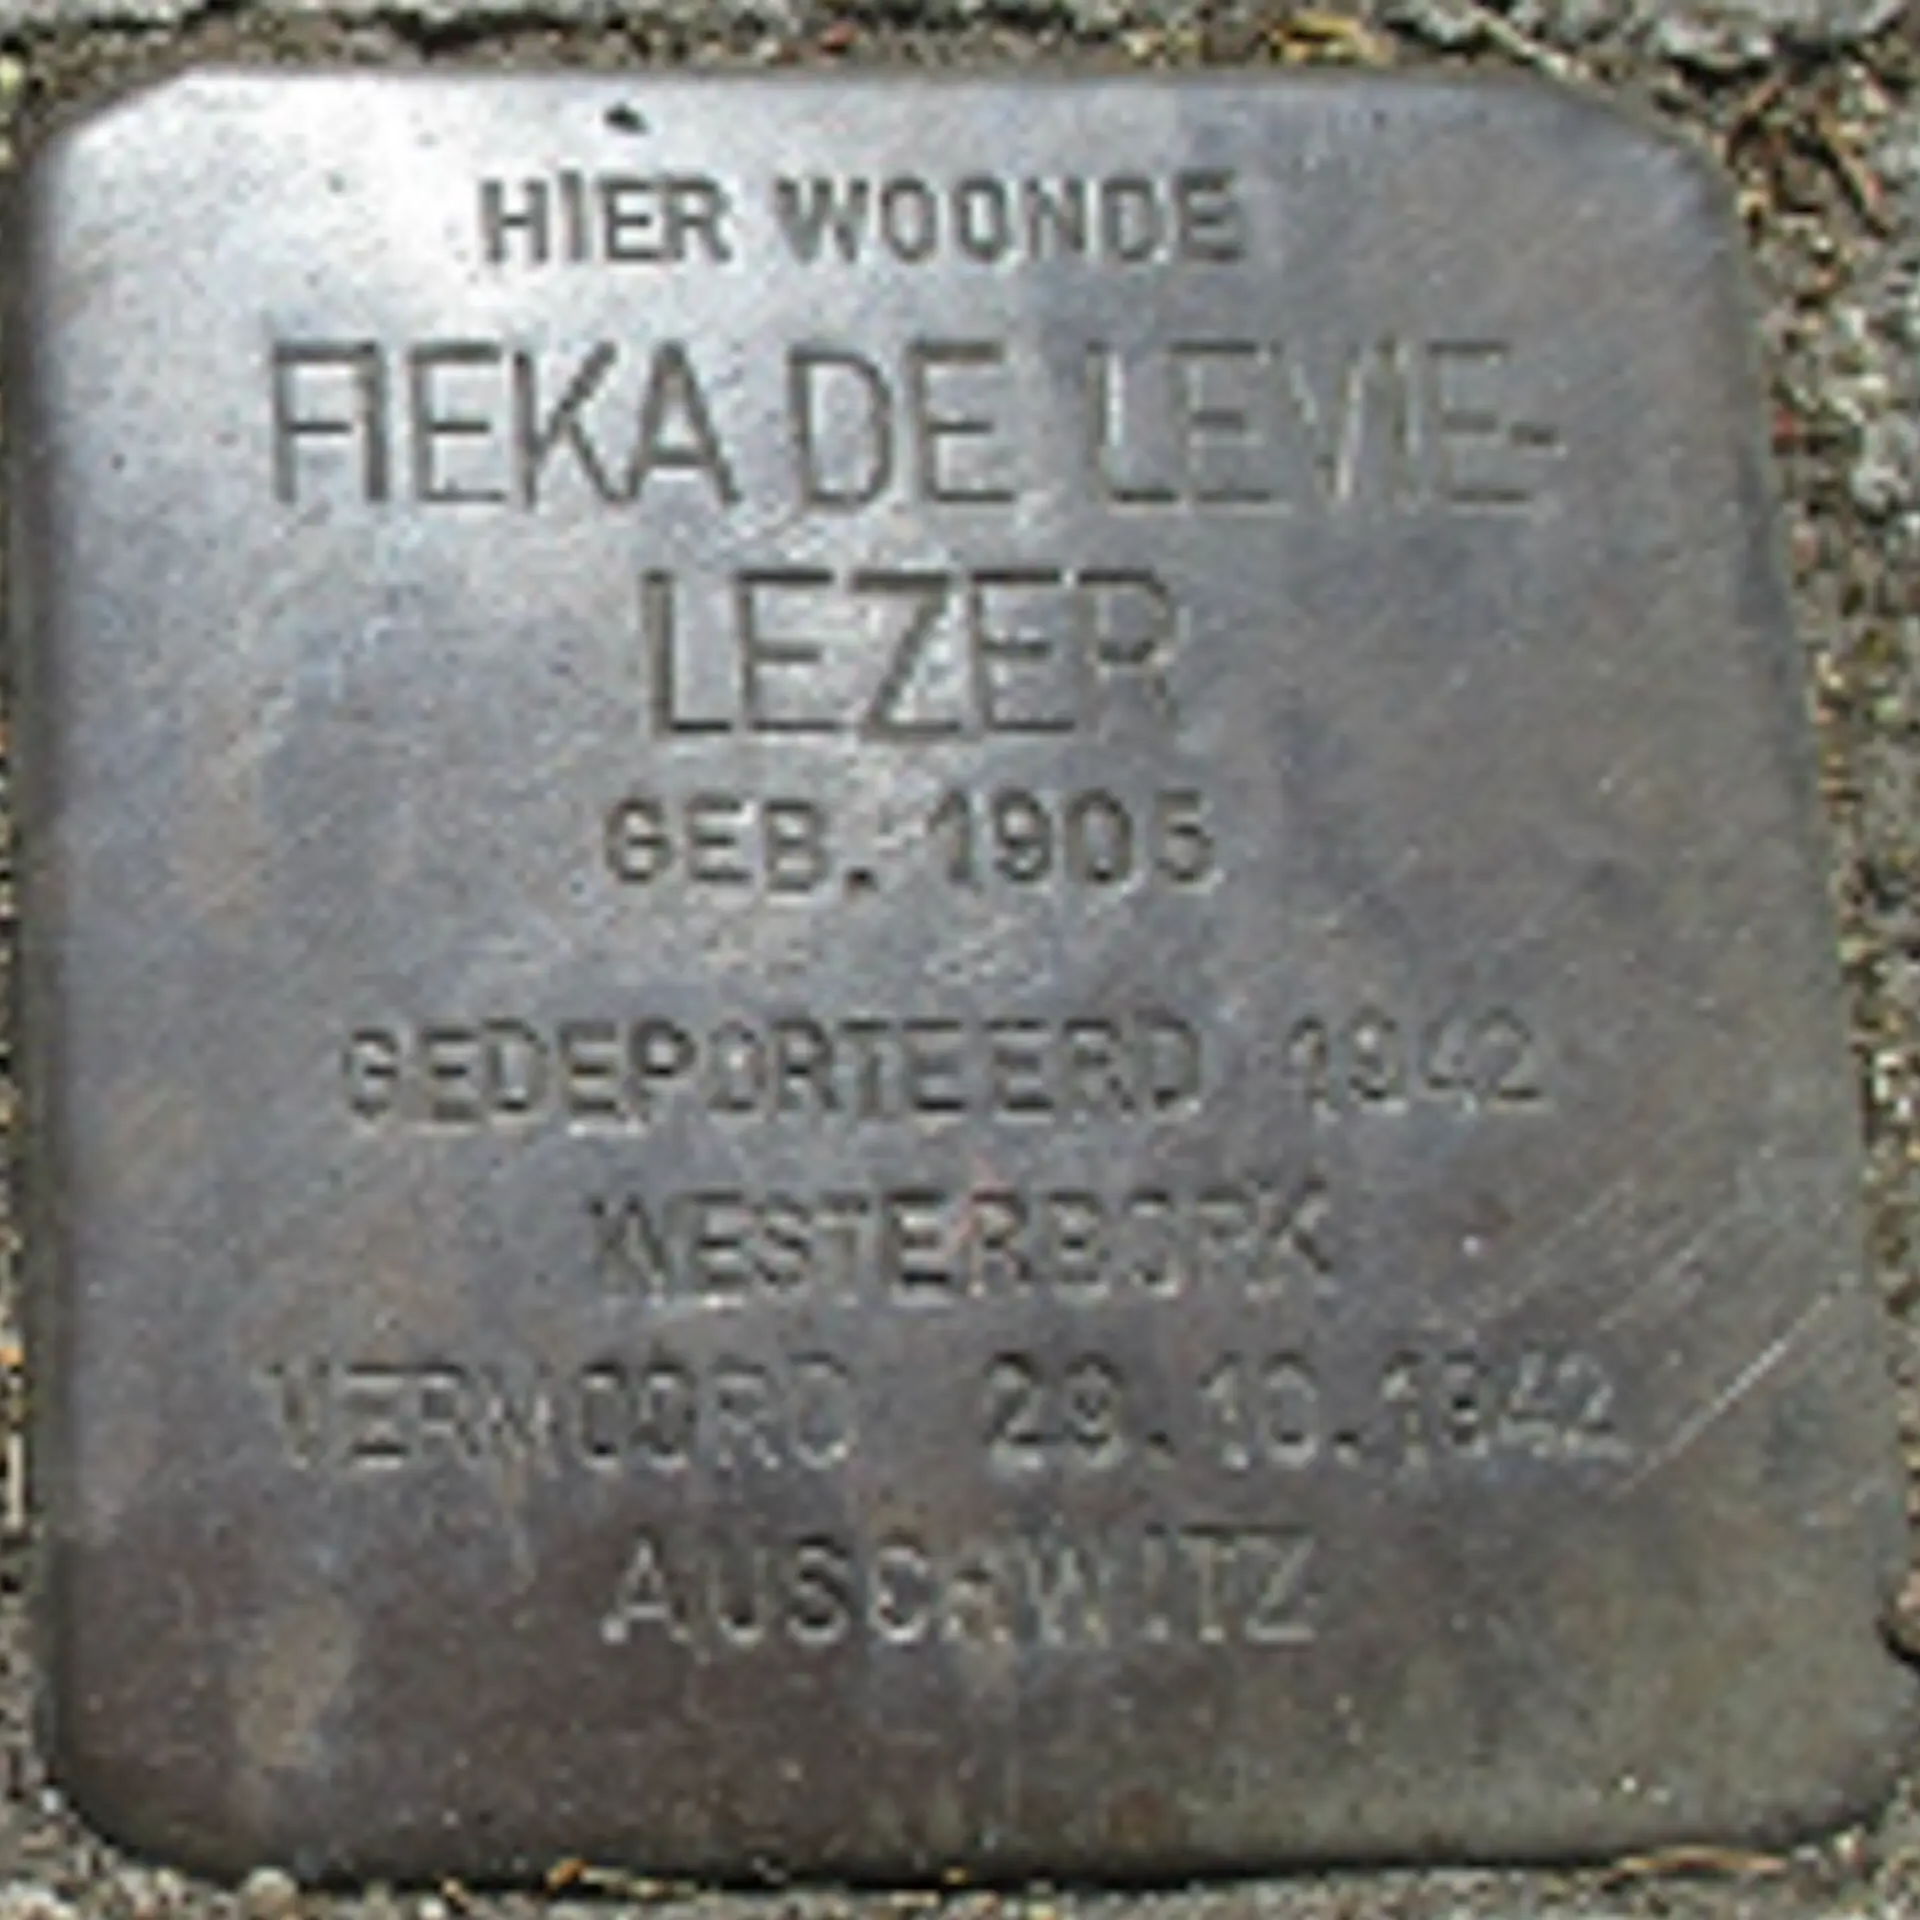 HIER WOONDE
FIEKA DE LEVIE-
LEZER
GEB. 1905
GEDEPORTEERD 1942
WESTERBORK
VERMOORD 29.10.1942
AUSCHWITZ